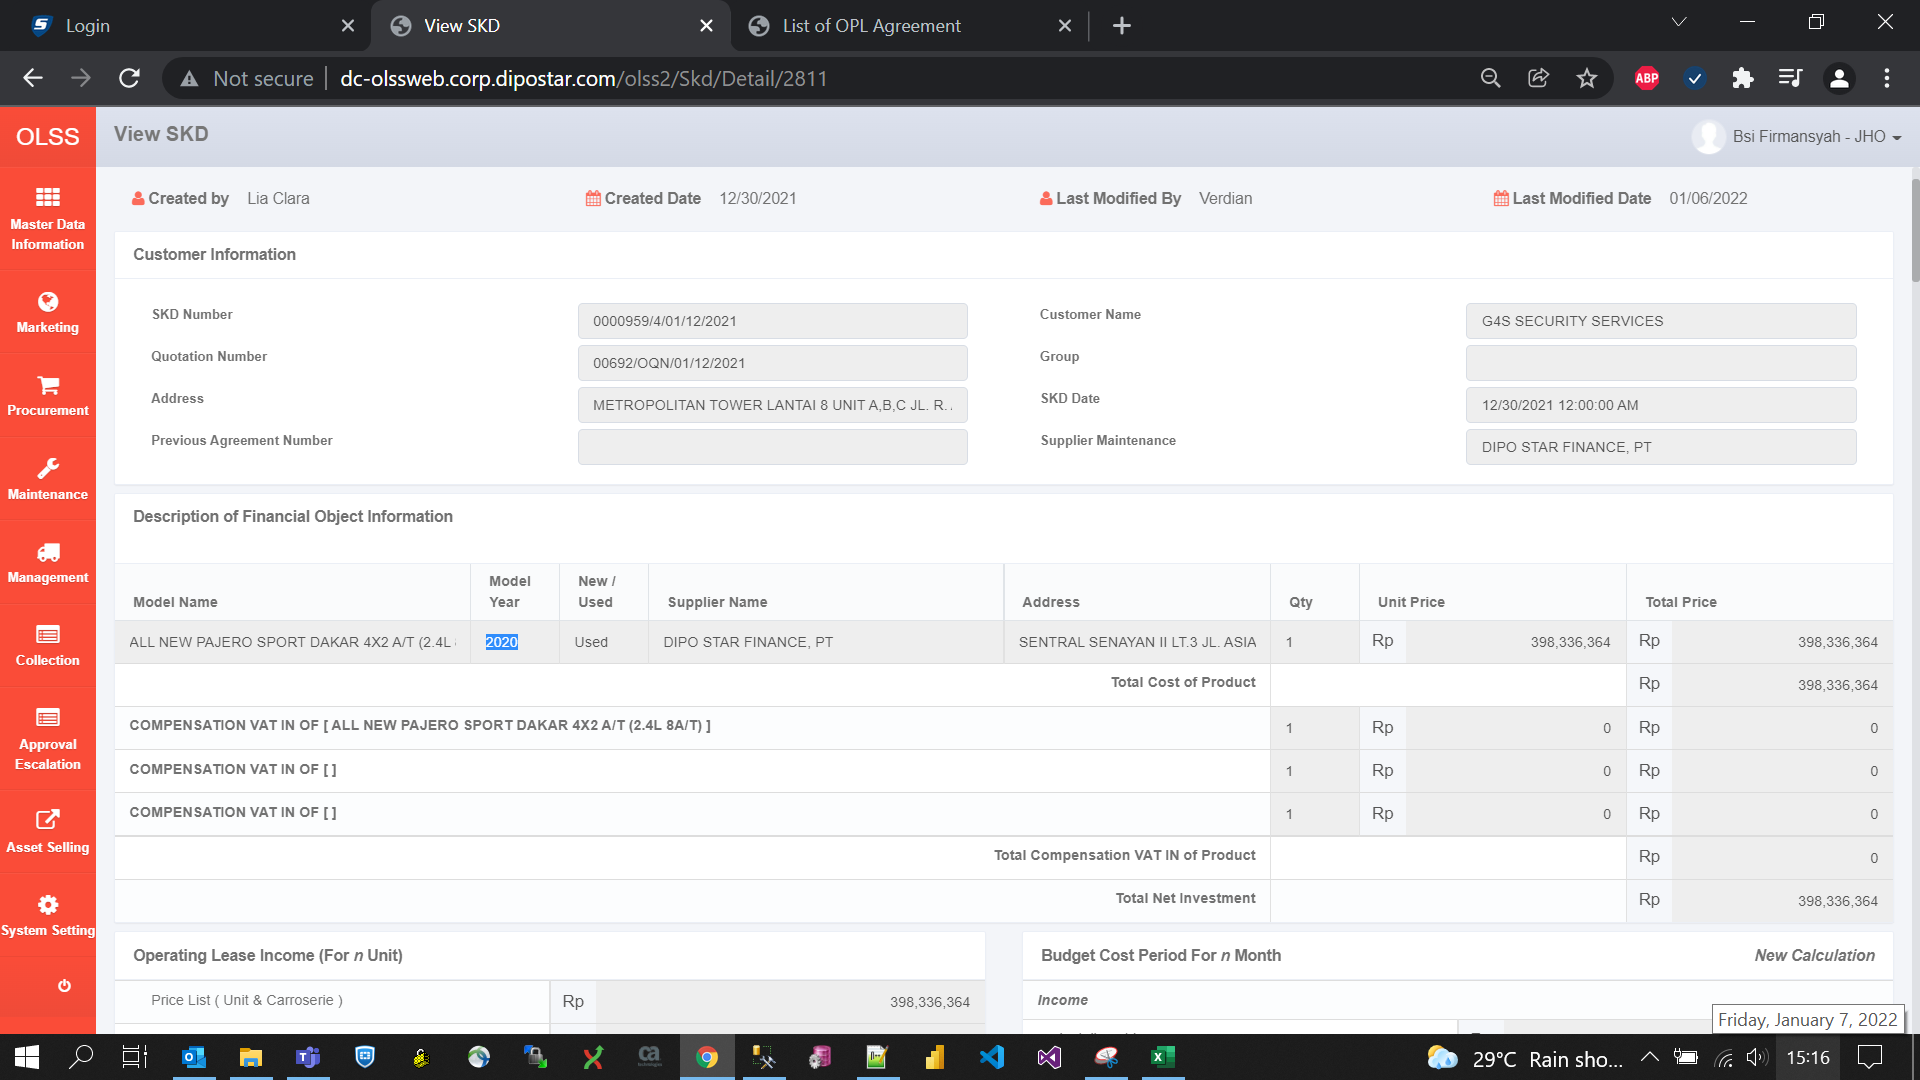 Login
View SKD
List of OPL Agreement
Not secure
dc-olssweb.corp.dipostar.com/olss2/Skd/Detail/2811
ABP
OLSS
View SKD
Bsi Firmansyah - JHO
Master Data Information
Marketing
Procurement
Maintenance
Management
Collection
Approval Escalation
Asset Selling
System Setting
Created by Lia Clara
Created Date 12/30/2021
Last Modified By Verdian
Last Modified Date 01/06/2022
Customer Information
SKD Number 0000959/4/01/12/2021
Customer Name G4S SECURITY SERVICES
Quotation Number 00692/OQN/01/12/2021
Group
Address METROPOLITAN TOWER LANTAI 8 UNIT A,B,C JL. R.
SKD Date 12/30/2021 12:00:00 AM
Previous Agreement Number
Supplier Maintenance DIPO STAR FINANCE, PT
Description of Financial Object Information
Model Name Model Year New / Used Supplier Name Address Qty Unit Price Total Price
ALL NEW PAJERO SPORT DAKAR 4X2 A/T (2.4L 2020 Used DIPO STAR FINANCE, PT SENTRAL SENAYAN II LT.3 JL. ASIA 1 Rp 398,336,364 Rp 398,336,364
Total Cost of Product Rp 398,336,364
COMPENSATION VAT IN OF [ ALL NEW PAJERO SPORT DAKAR 4X2 A/T (2.4L 8A/T) ] 1 Rp 0 Rp 0
COMPENSATION VAT IN OF [ ] 1 Rp 0 Rp 0
COMPENSATION VAT IN OF [ ] 1 Rp 0 Rp 0
Total Compensation VAT IN of Product Rp 0
Total Net Investment Rp 398,336,364
Operating Lease Income (For n Unit)
Price List ( Unit & Carroserie ) Rp 398,336,364
Budget Cost Period For n Month New Calculation
Income
Friday, January 7, 2022
29°C Rain sho...
15:16